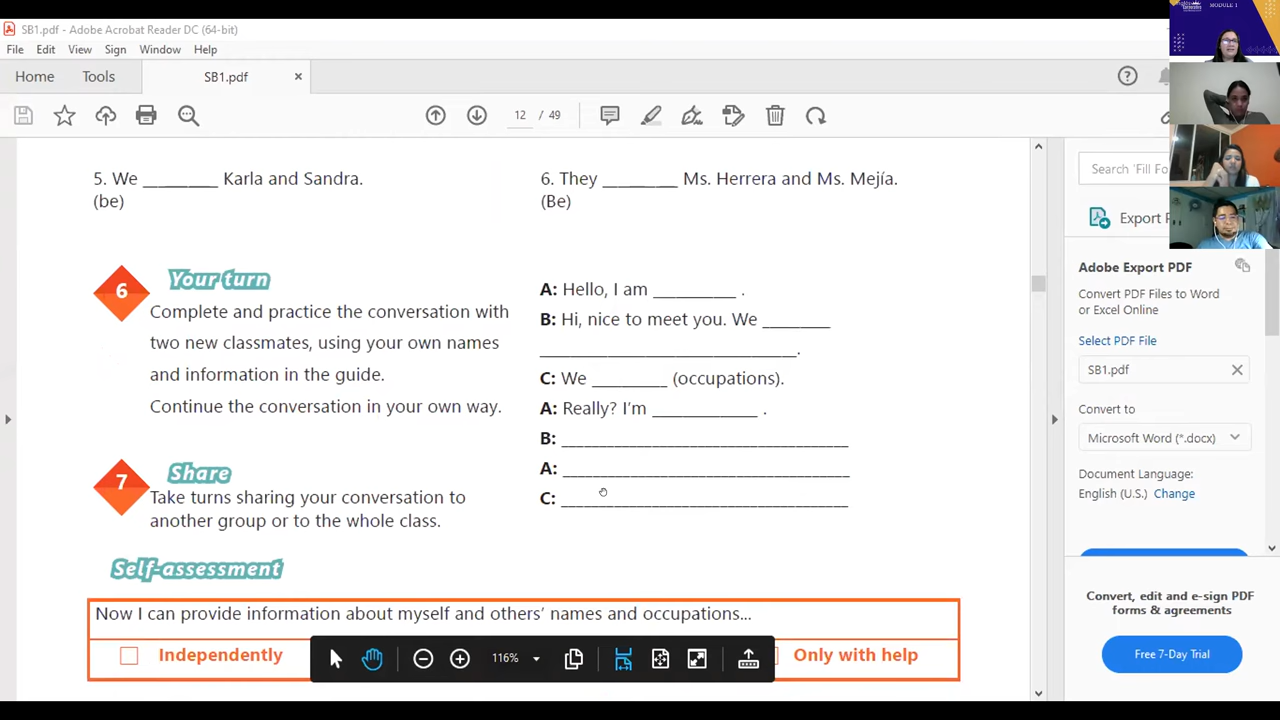 SB1.pdf - Adobe Acrobat Reader DC (64-bit)
File Edit View Sign Window Help
Home Tools SB1.pdf ×
12 / 49
MODULE 1
5. We ________ Karla and Sandra.
(be)
6. They ________ Ms. Herrera and Ms. Mejía.
(Be)
6 Your turn
Complete and practice the conversation with
two new classmates, using your own names
and information in the guide.
Continue the conversation in your own way.
7 Share
Take turns sharing your conversation to
another group or to the whole class.
A: Hello, I am _________ .
B: Hi, nice to meet you. We _______
___________________________.
C: We ________ (occupations).
A: Really? I'm ___________ .
B: ______________________________
A: ______________________________
C: ______________________________
Self-assessment
Now I can provide information about myself and others' names and occupations...
Independently
Only with help
116%
Search 'Fill Fo
Export P
Adobe Export PDF
Convert PDF Files to Word
or Excel Online
Select PDF File
SB1.pdf ×
Convert to
Microsoft Word (*.docx)
Document Language:
English (U.S.) Change
Convert, edit and e-sign PDF
forms & agreements
Free 7-Day Trial